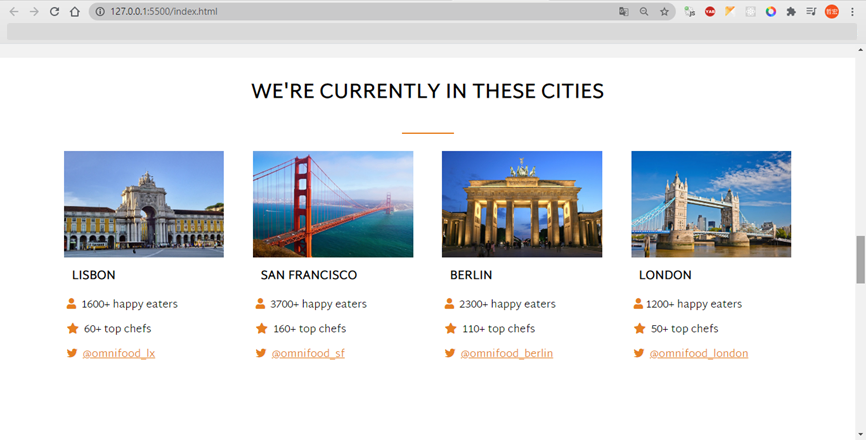 127.0.0.1:5500/index.html
WE'RE CURRENTLY IN THESE CITIES
LISBON
1600+ happy eaters
60+ top chefs
@omnifood_lx
SAN FRANCISCO
3700+ happy eaters
160+ top chefs
@omnifood_sf
BERLIN
2300+ happy eaters
110+ top chefs
@omnifood_berlin
LONDON
1200+ happy eaters
50+ top chefs
@omnifood_london